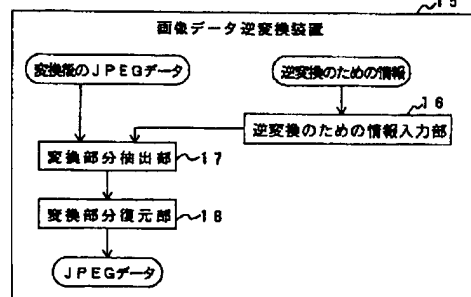 15
画像データ逆変換装置
変換後のJPEGデータ
逆変換のための情報
16
逆変換のための情報入力部
変換部分抽出部
17
変換部分復元部
18
JPEGデータ